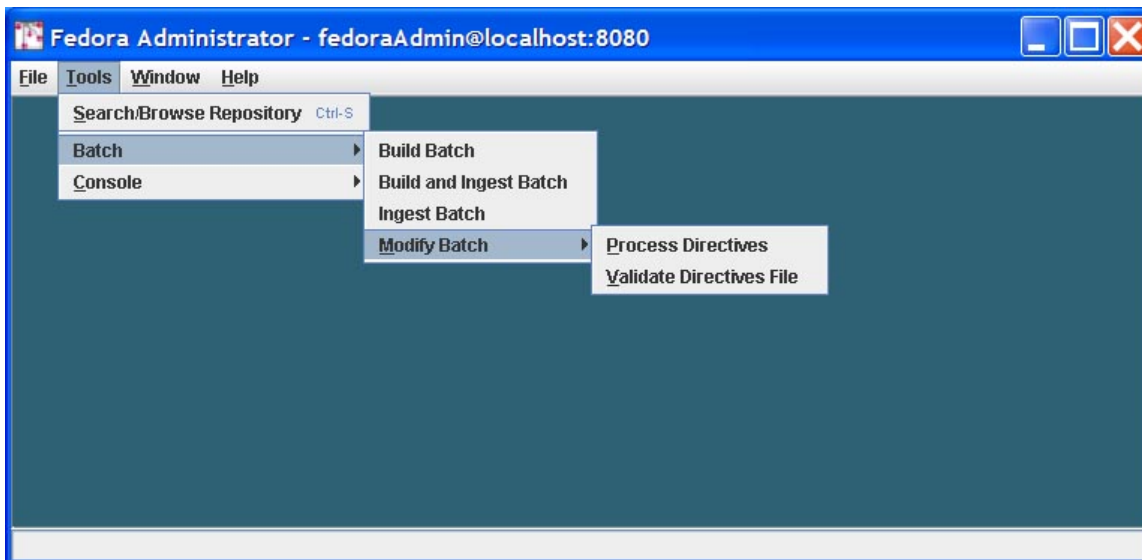 Fedora Administrator - fedoraAdmin@localhost:8080
File Tools Window Help
Search/Browse Repository Ctrl-S
Batch
Console
Build Batch
Build and Ingest Batch
Ingest Batch
Modify Batch
Process Directives
Validate Directives File